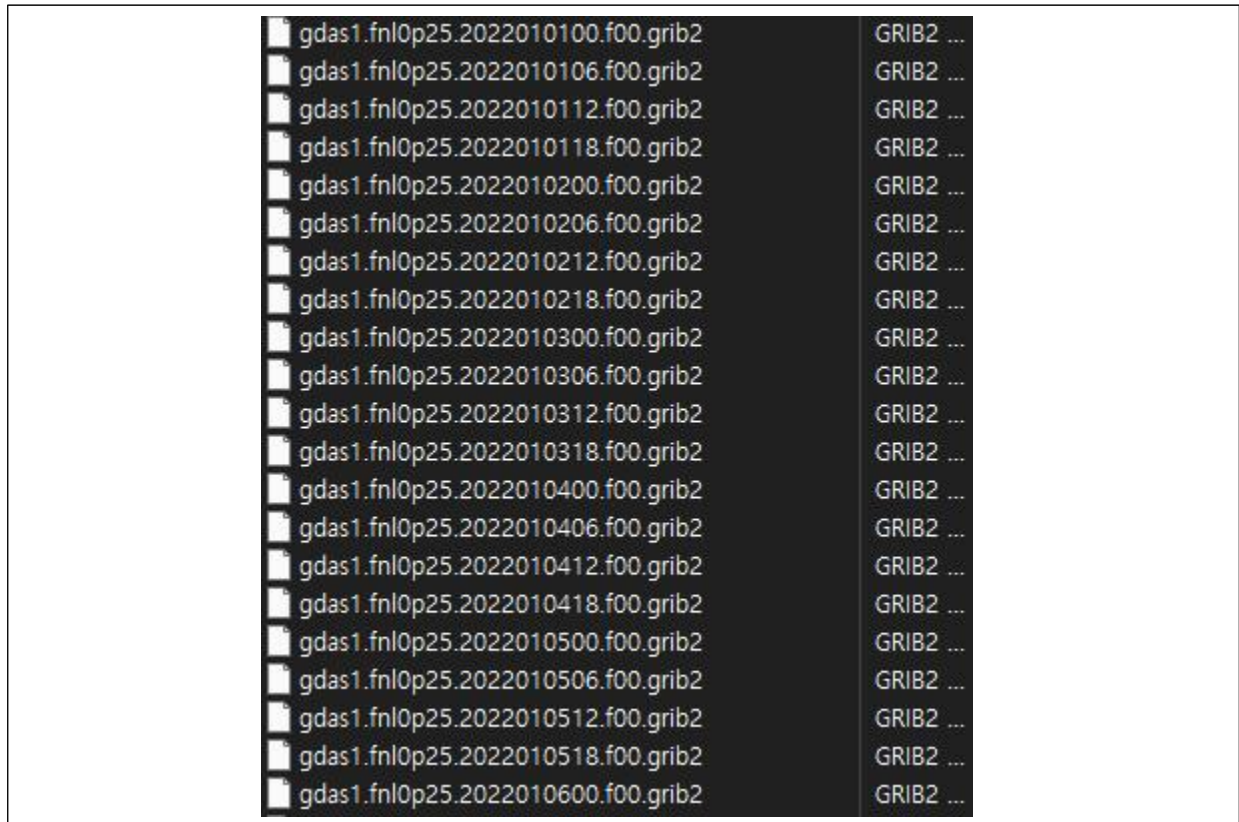 gdas1.fnl0p25.2022010100.f00.grib2 GRIB2 ...
gdas1.fnl0p25.2022010106.f00.grib2 GRIB2 ...
gdas1.fnl0p25.2022010112.f00.grib2 GRIB2 ...
gdas1.fnl0p25.2022010118.f00.grib2 GRIB2 ...
gdas1.fnl0p25.2022010200.f00.grib2 GRIB2 ...
gdas1.fnl0p25.2022010206.f00.grib2 GRIB2 ...
gdas1.fnl0p25.2022010212.f00.grib2 GRIB2 ...
gdas1.fnl0p25.2022010218.f00.grib2 GRIB2 ...
gdas1.fnl0p25.2022010300.f00.grib2 GRIB2 ...
gdas1.fnl0p25.2022010306.f00.grib2 GRIB2 ...
gdas1.fnl0p25.2022010312.f00.grib2 GRIB2 ...
gdas1.fnl0p25.2022010318.f00.grib2 GRIB2 ...
gdas1.fnl0p25.2022010400.f00.grib2 GRIB2 ...
gdas1.fnl0p25.2022010406.f00.grib2 GRIB2 ...
gdas1.fnl0p25.2022010412.f00.grib2 GRIB2 ...
gdas1.fnl0p25.2022010418.f00.grib2 GRIB2 ...
gdas1.fnl0p25.2022010500.f00.grib2 GRIB2 ...
gdas1.fnl0p25.2022010506.f00.grib2 GRIB2 ...
gdas1.fnl0p25.2022010512.f00.grib2 GRIB2 ...
gdas1.fnl0p25.2022010518.f00.grib2 GRIB2 ...
gdas1.fnl0p25.2022010600.f00.grib2 GRIB2 ...